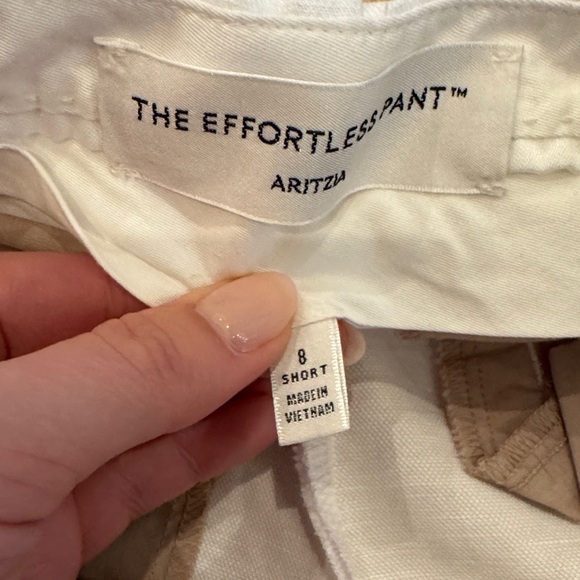 THE EFFORTLESS PANT™
ARITZIA
8
SHORT
MADE IN
VIETNAM